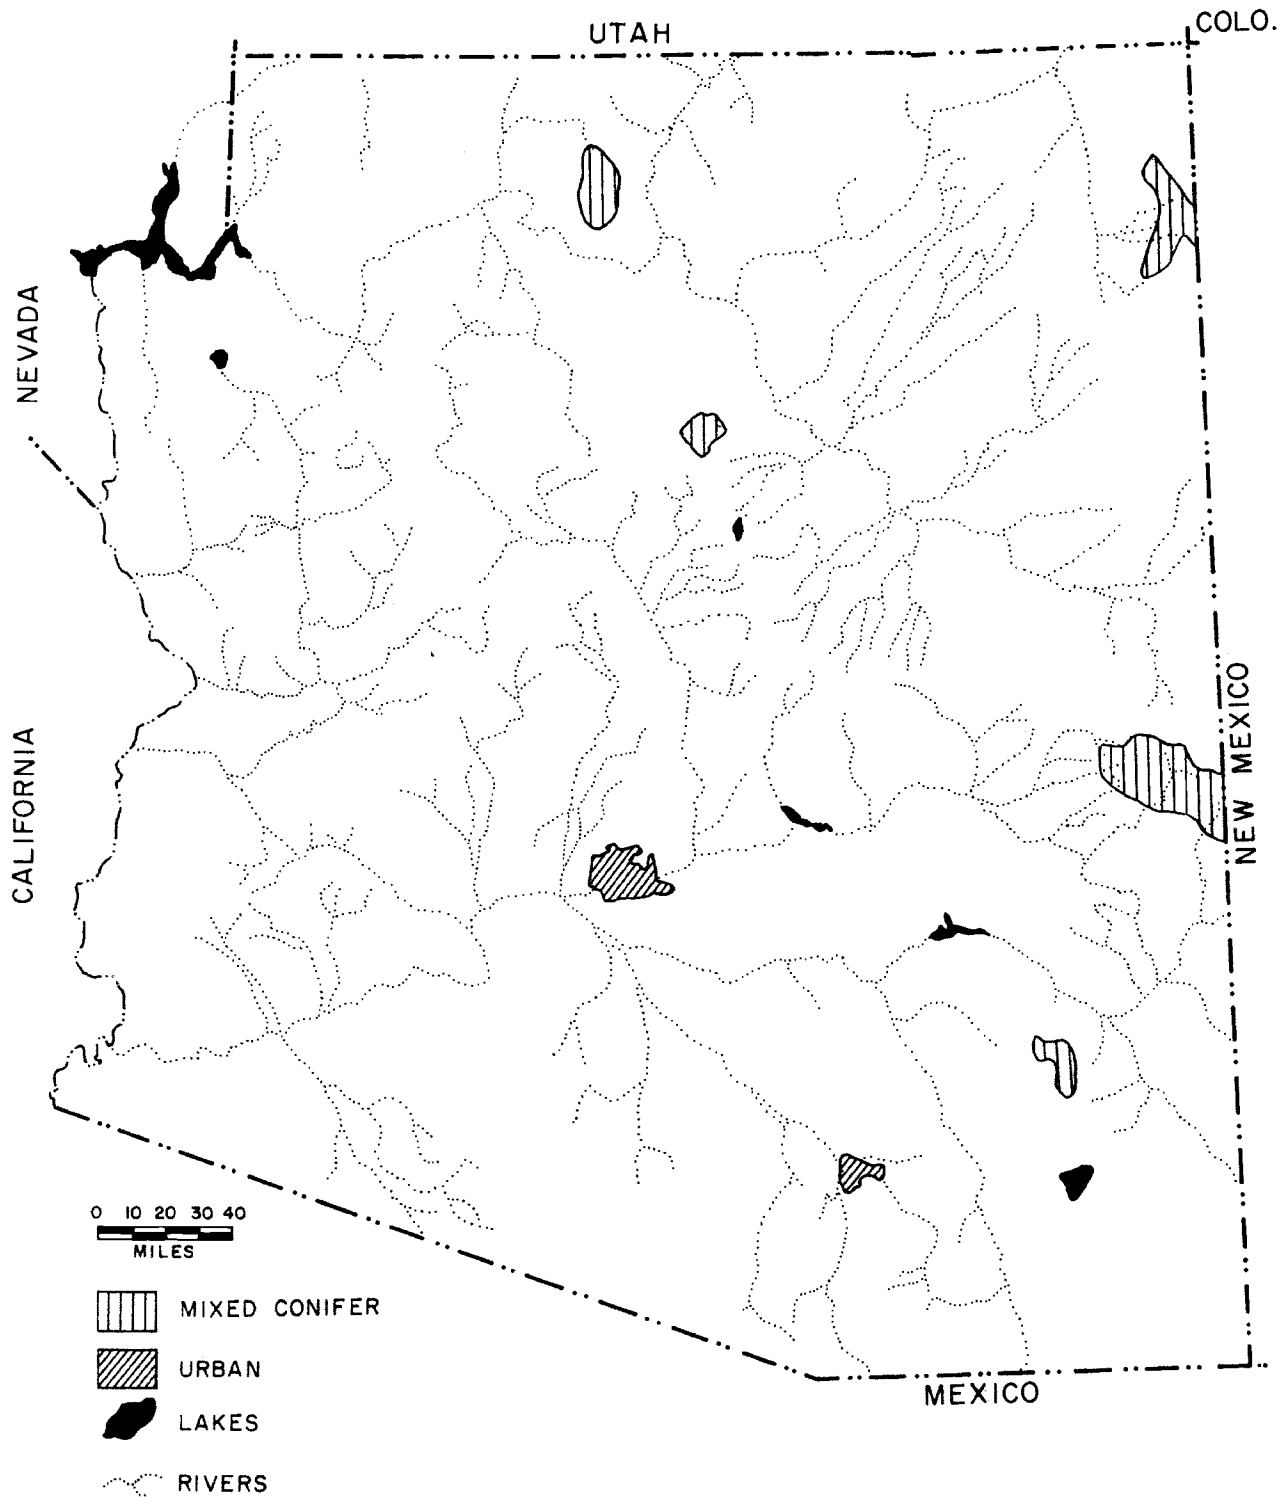 UTAH
COLO.
NEVADA
CALIFORNIA
NEW MEXICO
MEXICO
0 10 20 30 40
MILES
MIXED CONIFER
URBAN
LAKES
RIVERS